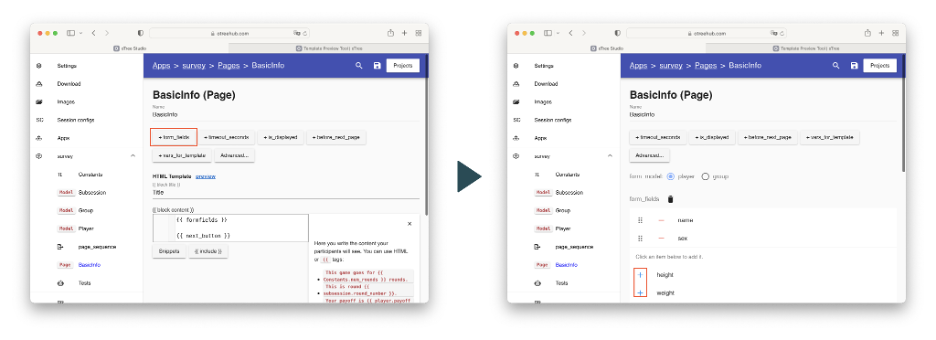 otreehub.com
oTree Studio
Template Preview Test | oTree
Settings
Download
Images
SC Session configs
Apps
survey
Constants
Model Subsession
Model Group
Model Player
page_sequence
Page BasicInfo
Tests
Apps > survey > Pages > BasicInfo
Projects
BasicInfo (Page)
Name
BasicInfo
+ form_fields
+ timeout_seconds
+ is_displayed
+ before_next_page
+ vars_for_template
Advanced...
HTML Template preview
{{ block title }}
Title
{{ block content }}
{{ formfields }}
{{ next_button }}
Snippets
{{ include }}
×
Here you write the content your
participants will see. You can use HTML
or {{ }} tags:
This game goes for {{
Constants.num_rounds }} rounds.
This is round {{
subsession.round_number }}.
Your payoff is {{ player.payoff
otreehub.com
oTree Studio
Template Preview Test | oTree
Settings
Download
Images
SC Session configs
Apps
survey
Constants
Model Subsession
Model Group
Model Player
page_sequence
Page BasicInfo
Tests
Apps > survey > Pages > BasicInfo
Projects
BasicInfo (Page)
Name
BasicInfo
+ timeout_seconds
+ is_displayed
+ before_next_page
+ vars_for_template
Advanced...
form_model player group
form_fields
name
sex
Click an item below to add it.
+ height
+ weight